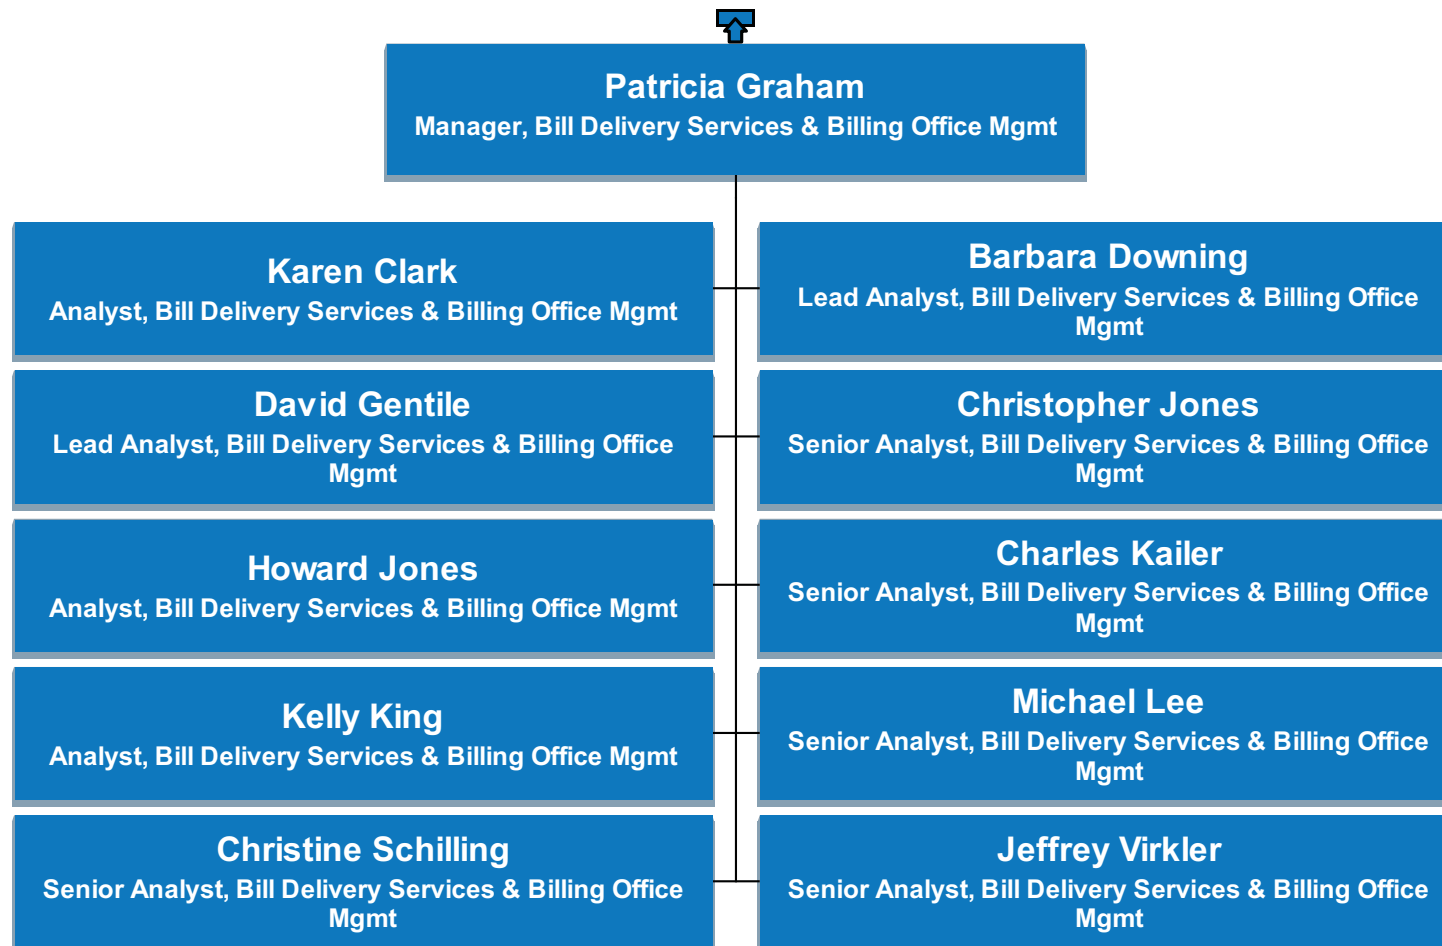 Patricia Graham
Manager, Bill Delivery Services & Billing Office Mgmt
Karen Clark
Analyst, Bill Delivery Services & Billing Office Mgmt
Barbara Downing
Lead Analyst, Bill Delivery Services & Billing Office
Mgmt
David Gentile
Lead Analyst, Bill Delivery Services & Billing Office
Mgmt
Christopher Jones
Senior Analyst, Bill Delivery Services & Billing Office
Mgmt
Howard Jones
Analyst, Bill Delivery Services & Billing Office Mgmt
Charles Kailer
Senior Analyst, Bill Delivery Services & Billing Office
Mgmt
Kelly King
Analyst, Bill Delivery Services & Billing Office Mgmt
Michael Lee
Senior Analyst, Bill Delivery Services & Billing Office
Mgmt
Christine Schilling
Senior Analyst, Bill Delivery Services & Billing Office
Mgmt
Jeffrey Virkler
Senior Analyst, Bill Delivery Services & Billing Office
Mgmt